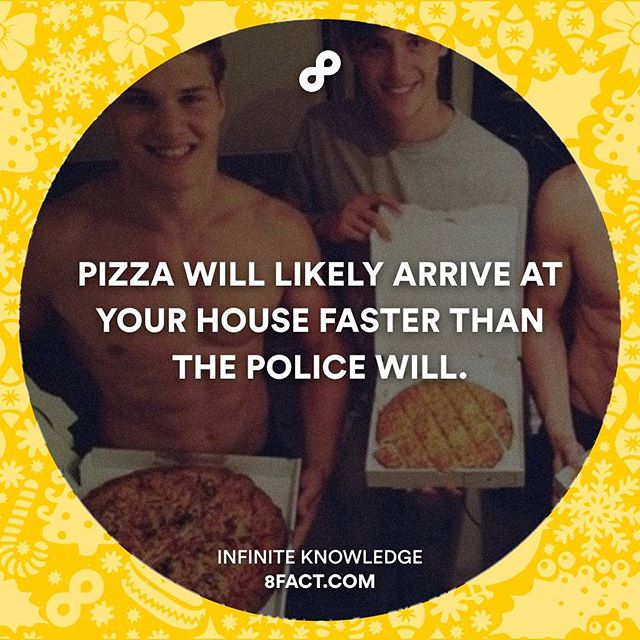 PIZZA WILL LIKELY ARRIVE AT
YOUR HOUSE FASTER THAN
THE POLICE WILL.
INFINITE KNOWLEDGE
8FACT.COM